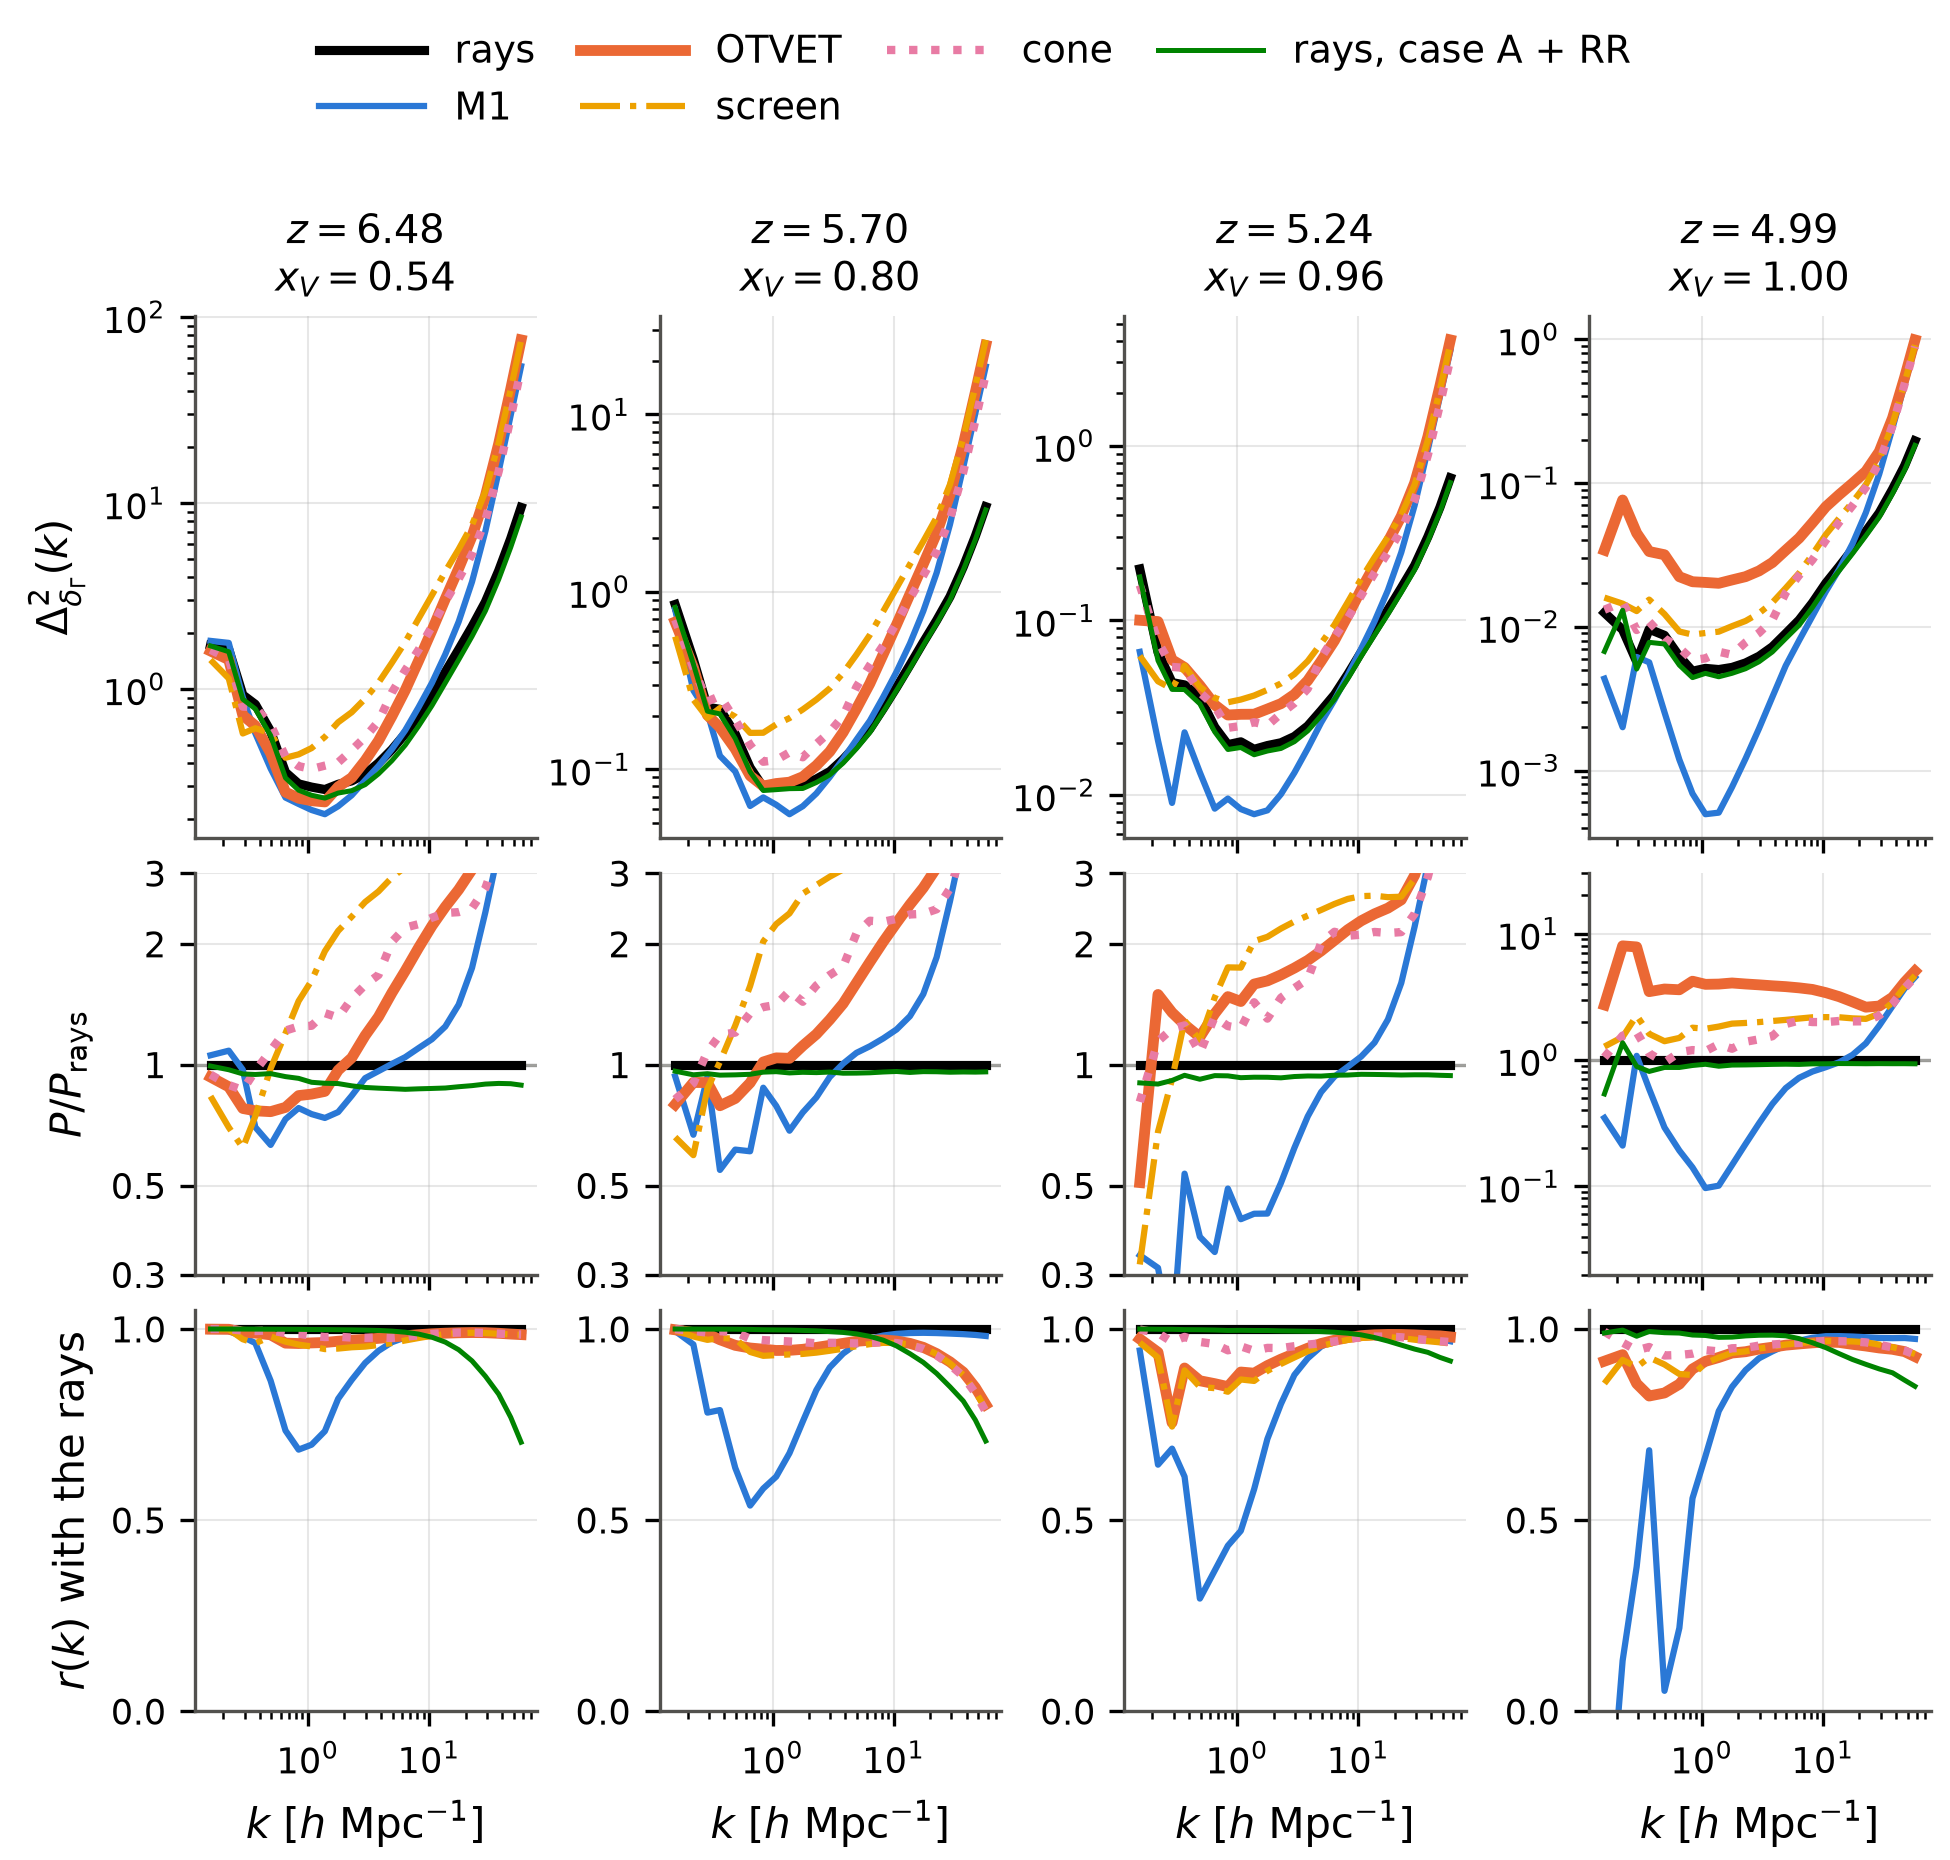 rays OTVET cone rays, case A + RR
M1 screen
z = 6.48 z = 5.70 z = 5.24 z = 4.99
x_V = 0.54 x_V = 0.80 x_V = 0.96 x_V = 1.00
Δ²_{δ_Γ}(k)
10² 10¹ 10⁰
10¹ 10⁰ 10⁻¹
10⁰ 10⁻¹ 10⁻²
10⁰ 10⁻¹ 10⁻² 10⁻³
P/P_rays
3 2 1 0.5 0.3
3 2 1 0.5 0.3
3 2 1 0.5 0.3
10¹ 10⁰ 10⁻¹
r(k) with the rays
1.0 0.5 0.0
1.0 0.5 0.0
1.0 0.5 0.0
1.0 0.5 0.0
10⁰ 10¹ 10⁰ 10¹ 10⁰ 10¹ 10⁰ 10¹
k [h Mpc⁻¹] k [h Mpc⁻¹] k [h Mpc⁻¹] k [h Mpc⁻¹]